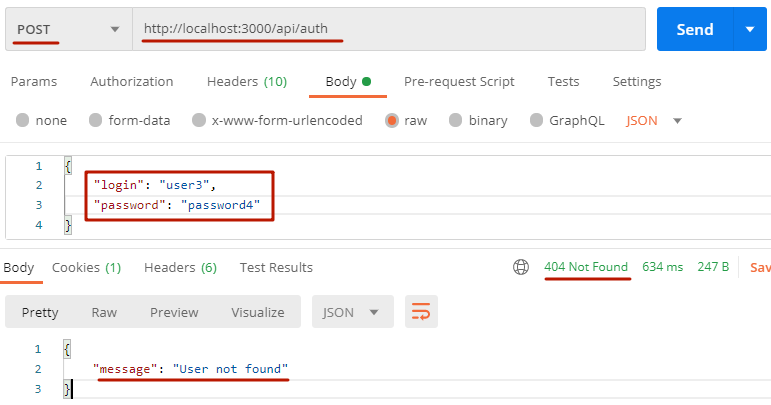 POST http://localhost:3000/api/auth Send
Params Authorization Headers (10) Body Pre-request Script Tests Settings
none form-data x-www-form-urlencoded raw binary GraphQL JSON
1 {
2 "login": "user3",
3 "password": "password4"
4 }
Body Cookies (1) Headers (6) Test Results 404 Not Found 634 ms 247 B Sav
Pretty Raw Preview Visualize JSON
1 {
2 "message": "User not found"
3 }